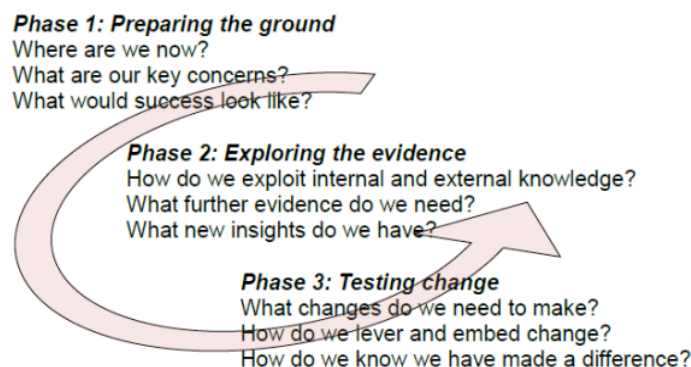 Phase 1: Preparing the ground
Where are we now?
What are our key concerns?
What would success look like?
Phase 2: Exploring the evidence
How do we exploit internal and external knowledge?
What further evidence do we need?
What new insights do we have?
Phase 3: Testing change
What changes do we need to make?
How do we lever and embed change?
How do we know we have made a difference?